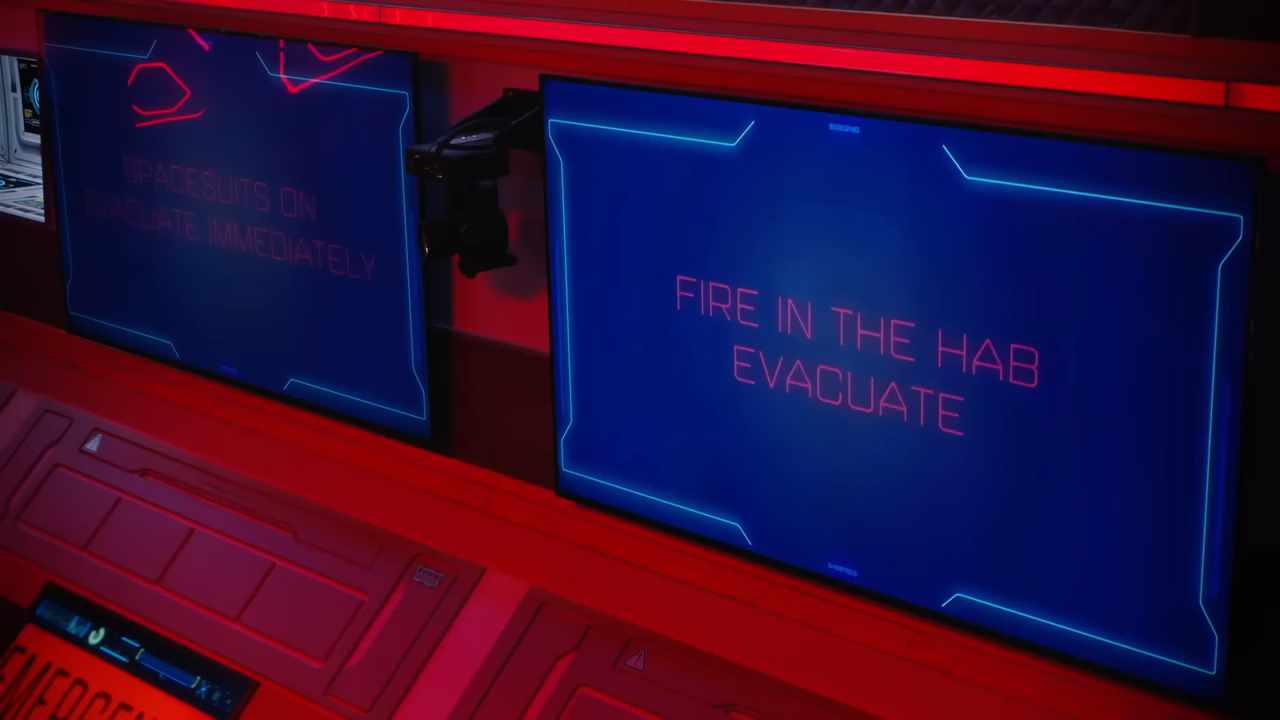 SPACESUITS ON
EVACUATE IMMEDIATELY
FIRE IN THE HAB
EVACUATE